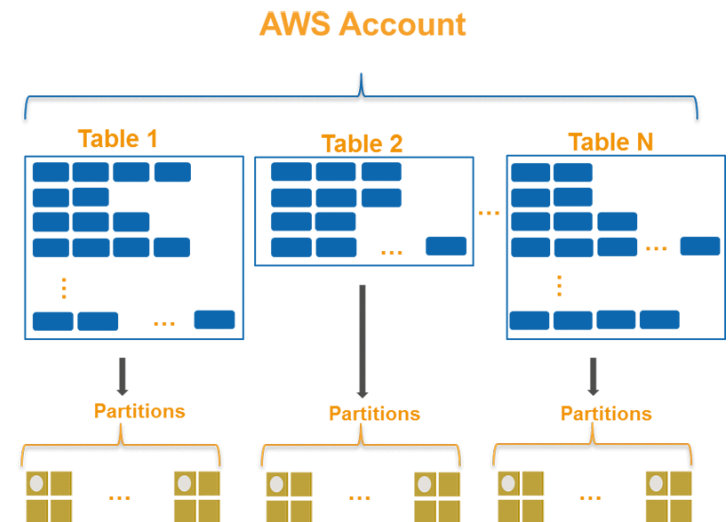 AWS Account
Table 1
Table 2
Table N
...
...
...
...
...
Partitions
Partitions
Partitions
...
...
...